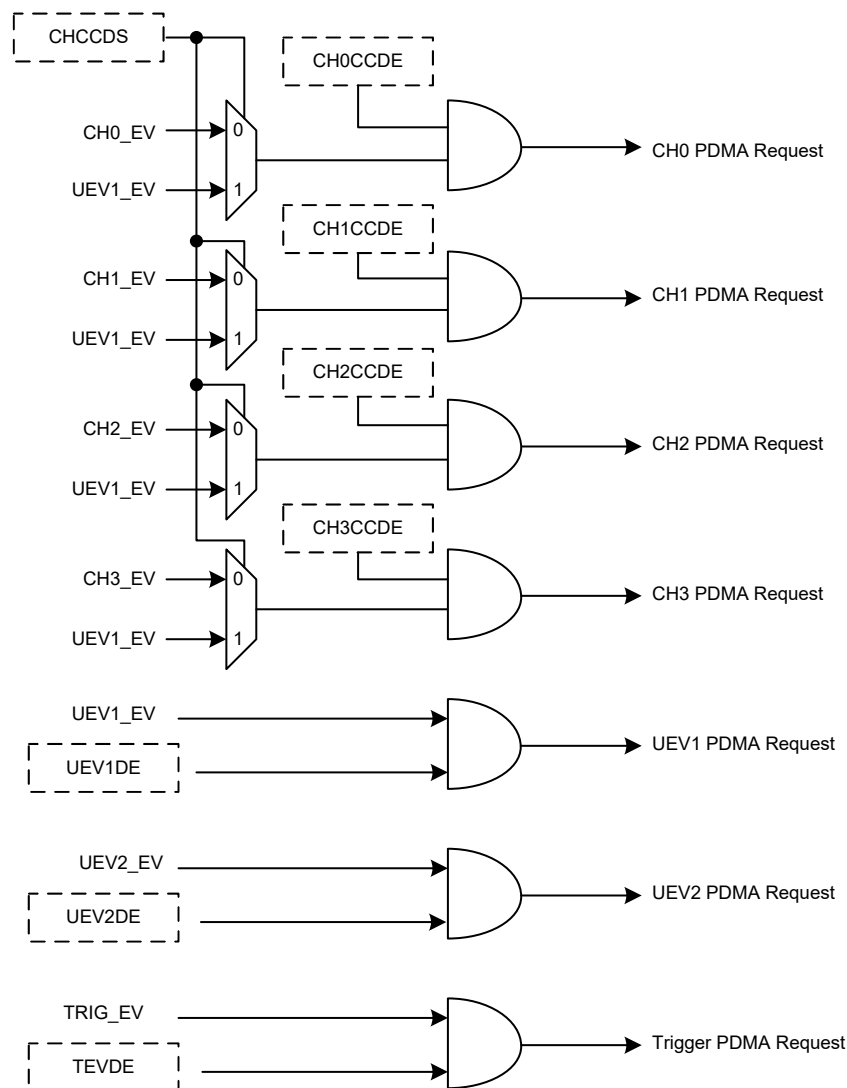 CHCCDS
CH0CCDE
CH0_EV
0
CH0 PDMA Request
UEV1_EV
1
CH1CCDE
CH1_EV
0
CH1 PDMA Request
UEV1_EV
1
CH2CCDE
CH2_EV
0
CH2 PDMA Request
UEV1_EV
1
CH3CCDE
CH3_EV
0
CH3 PDMA Request
UEV1_EV
1
UEV1_EV
UEV1 PDMA Request
UEV1DE
UEV2_EV
UEV2 PDMA Request
UEV2DE
TRIG_EV
Trigger PDMA Request
TEVDE